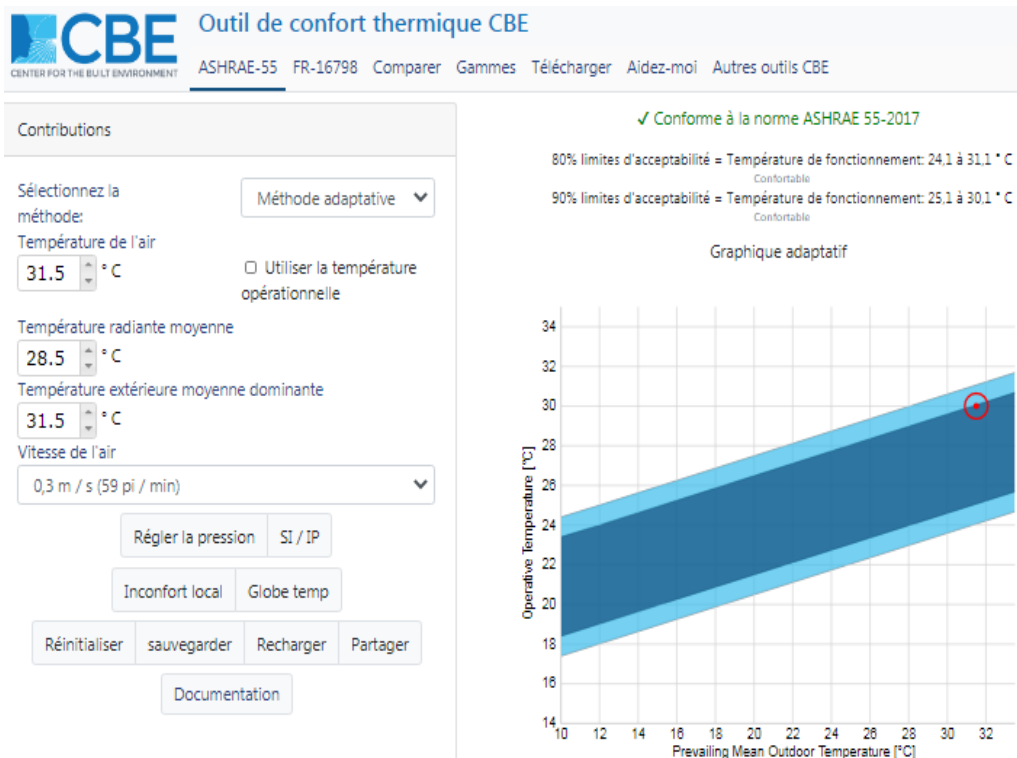 CBE
CENTER FOR THE BUILT ENVIRONMENT
Outil de confort thermique CBE
ASHRAE-55 FR-16798 Comparer Gammes Télécharger Aidez-moi Autres outils CBE
Contributions
Sélectionnez la
méthode:
Méthode adaptative
Température de l'air
31.5 ° C
Utiliser la température
opérationnelle
Température radiante moyenne
28.5 ° C
Température extérieure moyenne dominante
31.5 ° C
Vitesse de l'air
0,3 m / s (59 pi / min)
Régler la pression SI / IP
Inconfort local Globe temp
Réinitialiser sauvegarder Recharger Partager
Documentation
✓ Conforme à la norme ASHRAE 55-2017
80% limites d'acceptabilité = Température de fonctionnement: 24,1 à 31,1 ° C
Confortable
90% limites d'acceptabilité = Température de fonctionnement: 25,1 à 30,1 ° C
Confortable
Graphique adaptatif
Operative Temperature [°C]
34
32
30
28
26
24
22
20
18
16
14
10 12 14 16 18 20 22 24 26 28 30 32
Prevailing Mean Outdoor Temperature [°C]